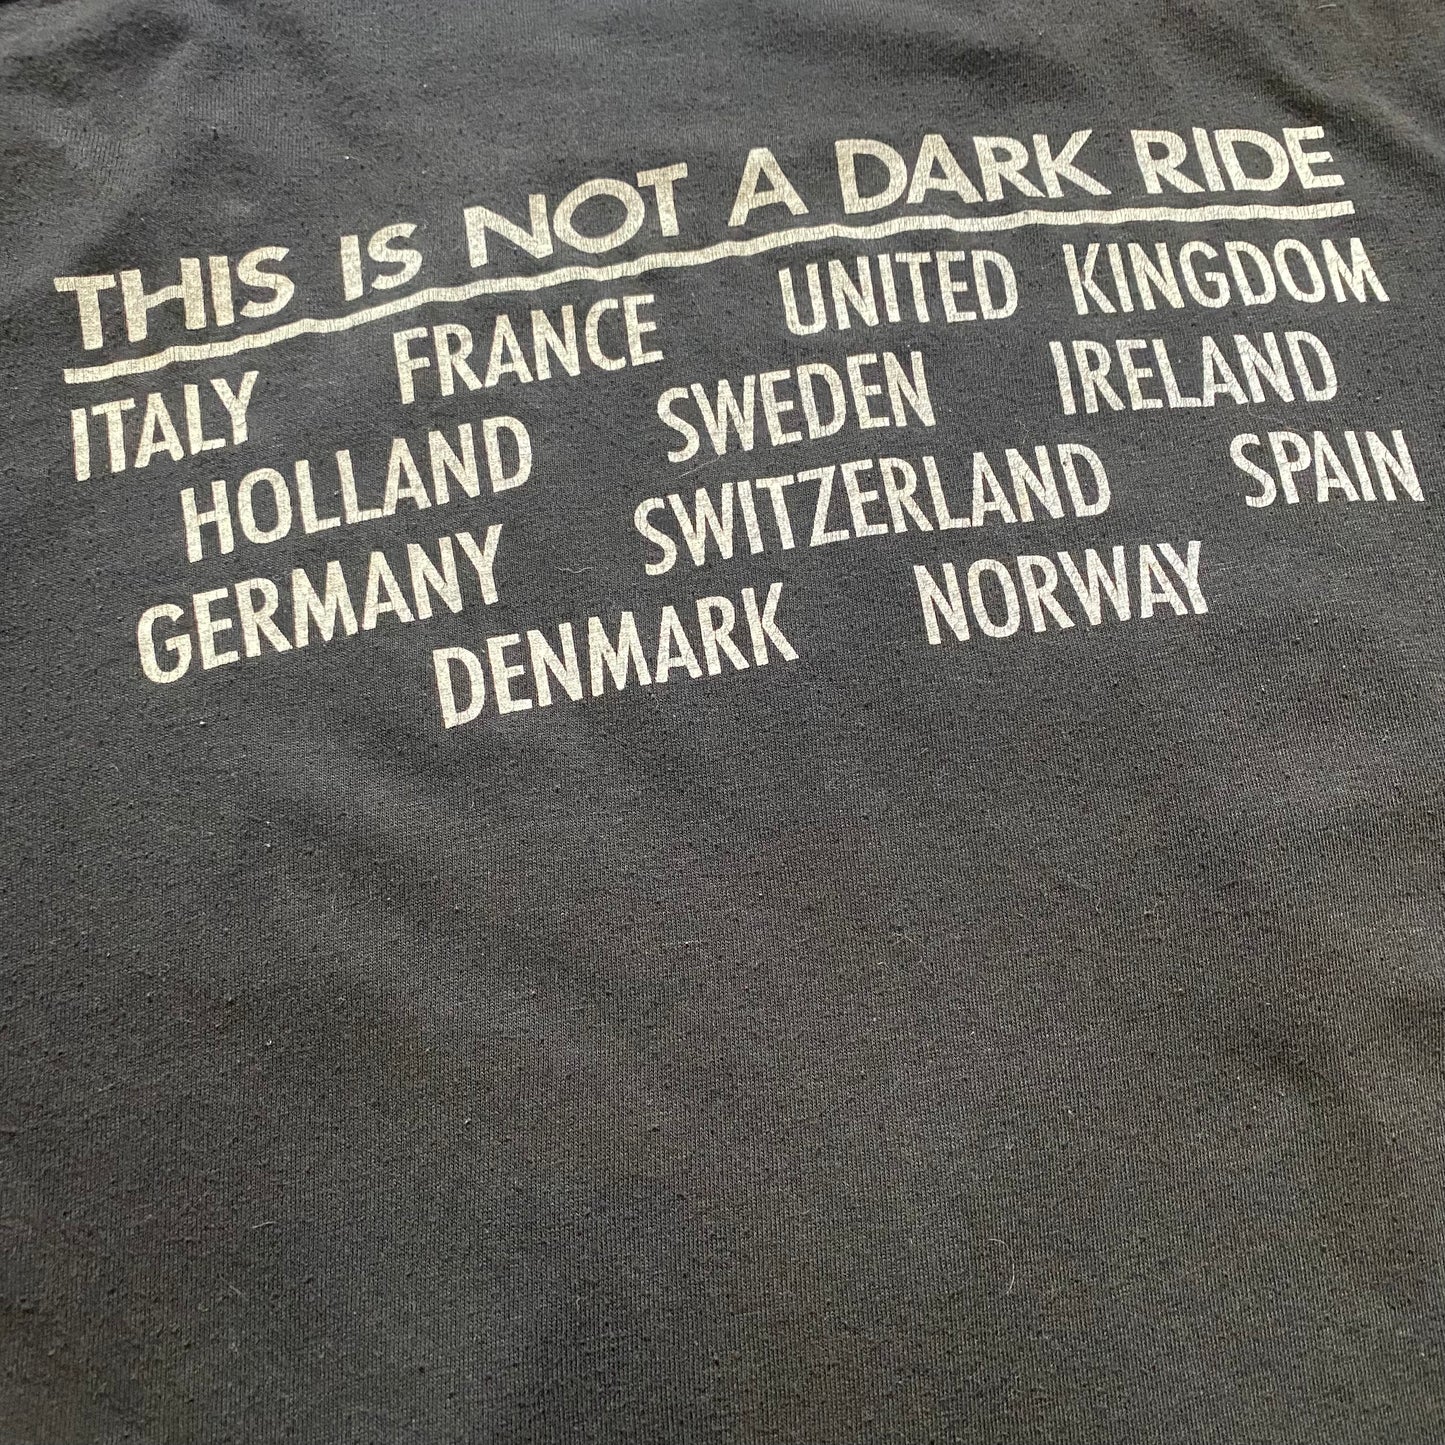 THIS IS NOT A DARK RIDE
ITALY FRANCE UNITED KINGDOM
HOLLAND SWEDEN IRELAND
GERMANY SWITZERLAND SPAIN
DENMARK NORWAY